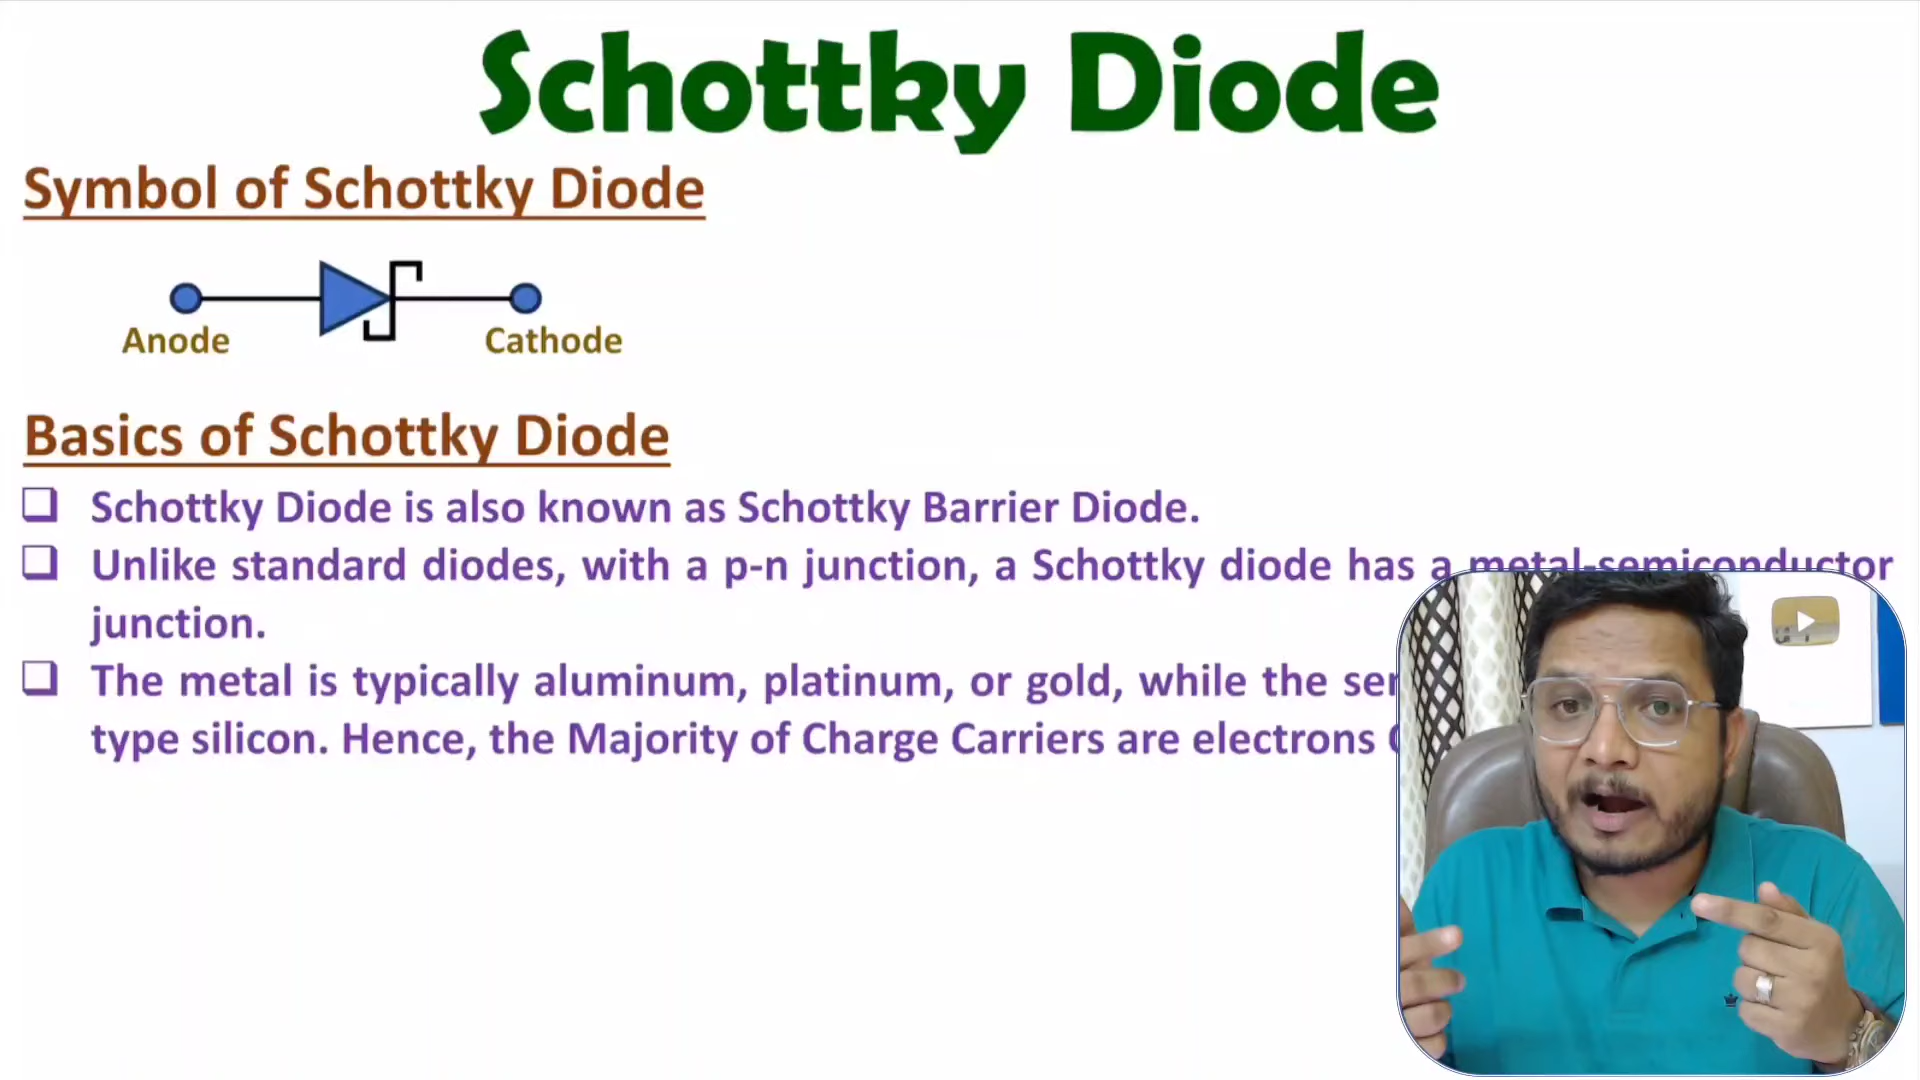 Schottky Diode
Symbol of Schottky Diode
Anode
Cathode
Basics of Schottky Diode
Schottky Diode is also known as Schottky Barrier Diode.
Unlike standard diodes, with a p-n junction, a Schottky diode has a metal-semiconductor
junction.
The metal is typically aluminum, platinum, or gold, while the
type silicon. Hence, the Majority of Charge Carriers are electrons